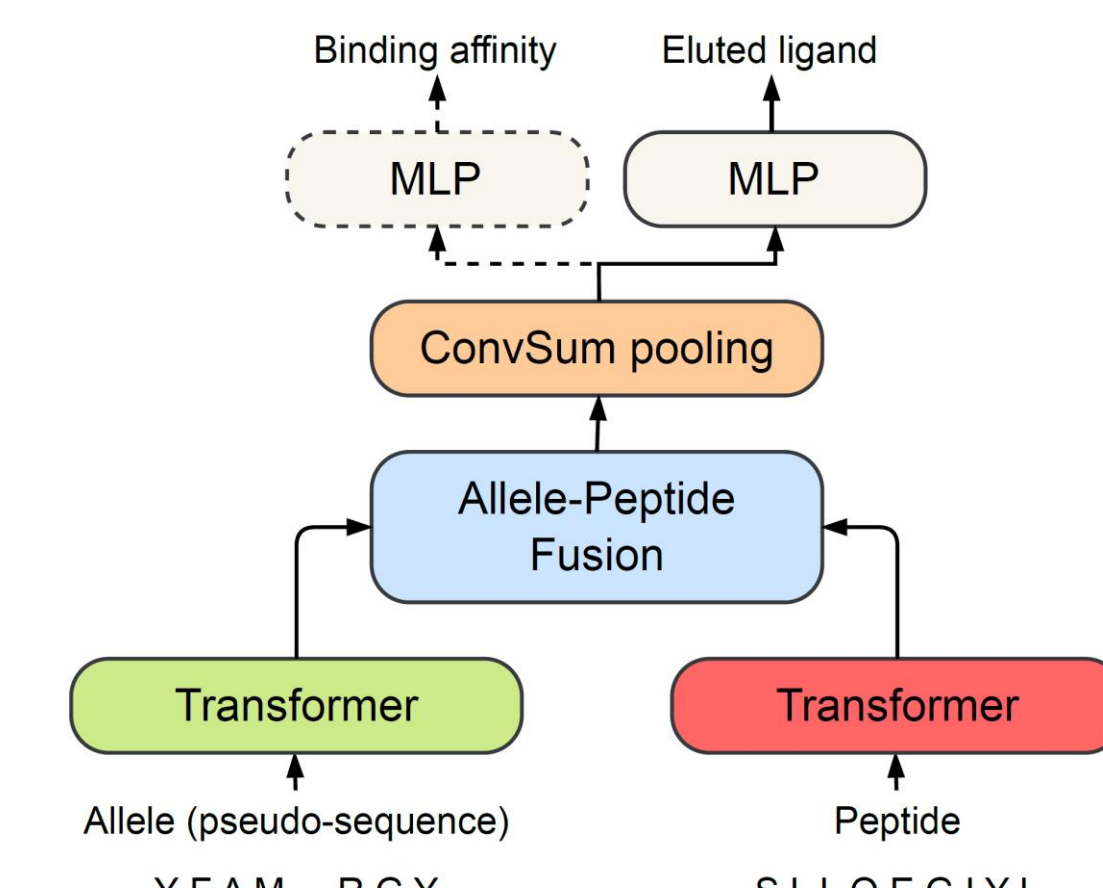 Binding affinity
Eluted ligand
MLP
MLP
ConvSum pooling
Allele-Peptide
Fusion
Transformer
Transformer
Allele (pseudo-sequence)
Peptide